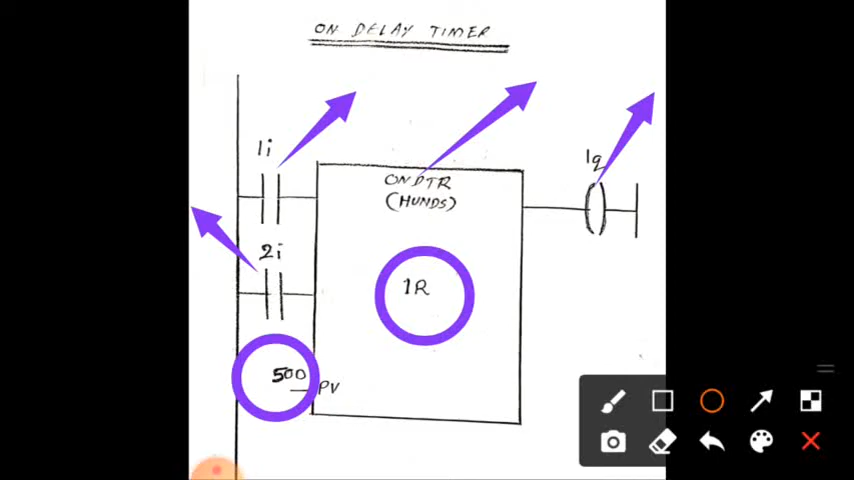 ON DELAY TIMER
1i
1q
ONDTR
(HUNDS)
2i
1R
500
PV